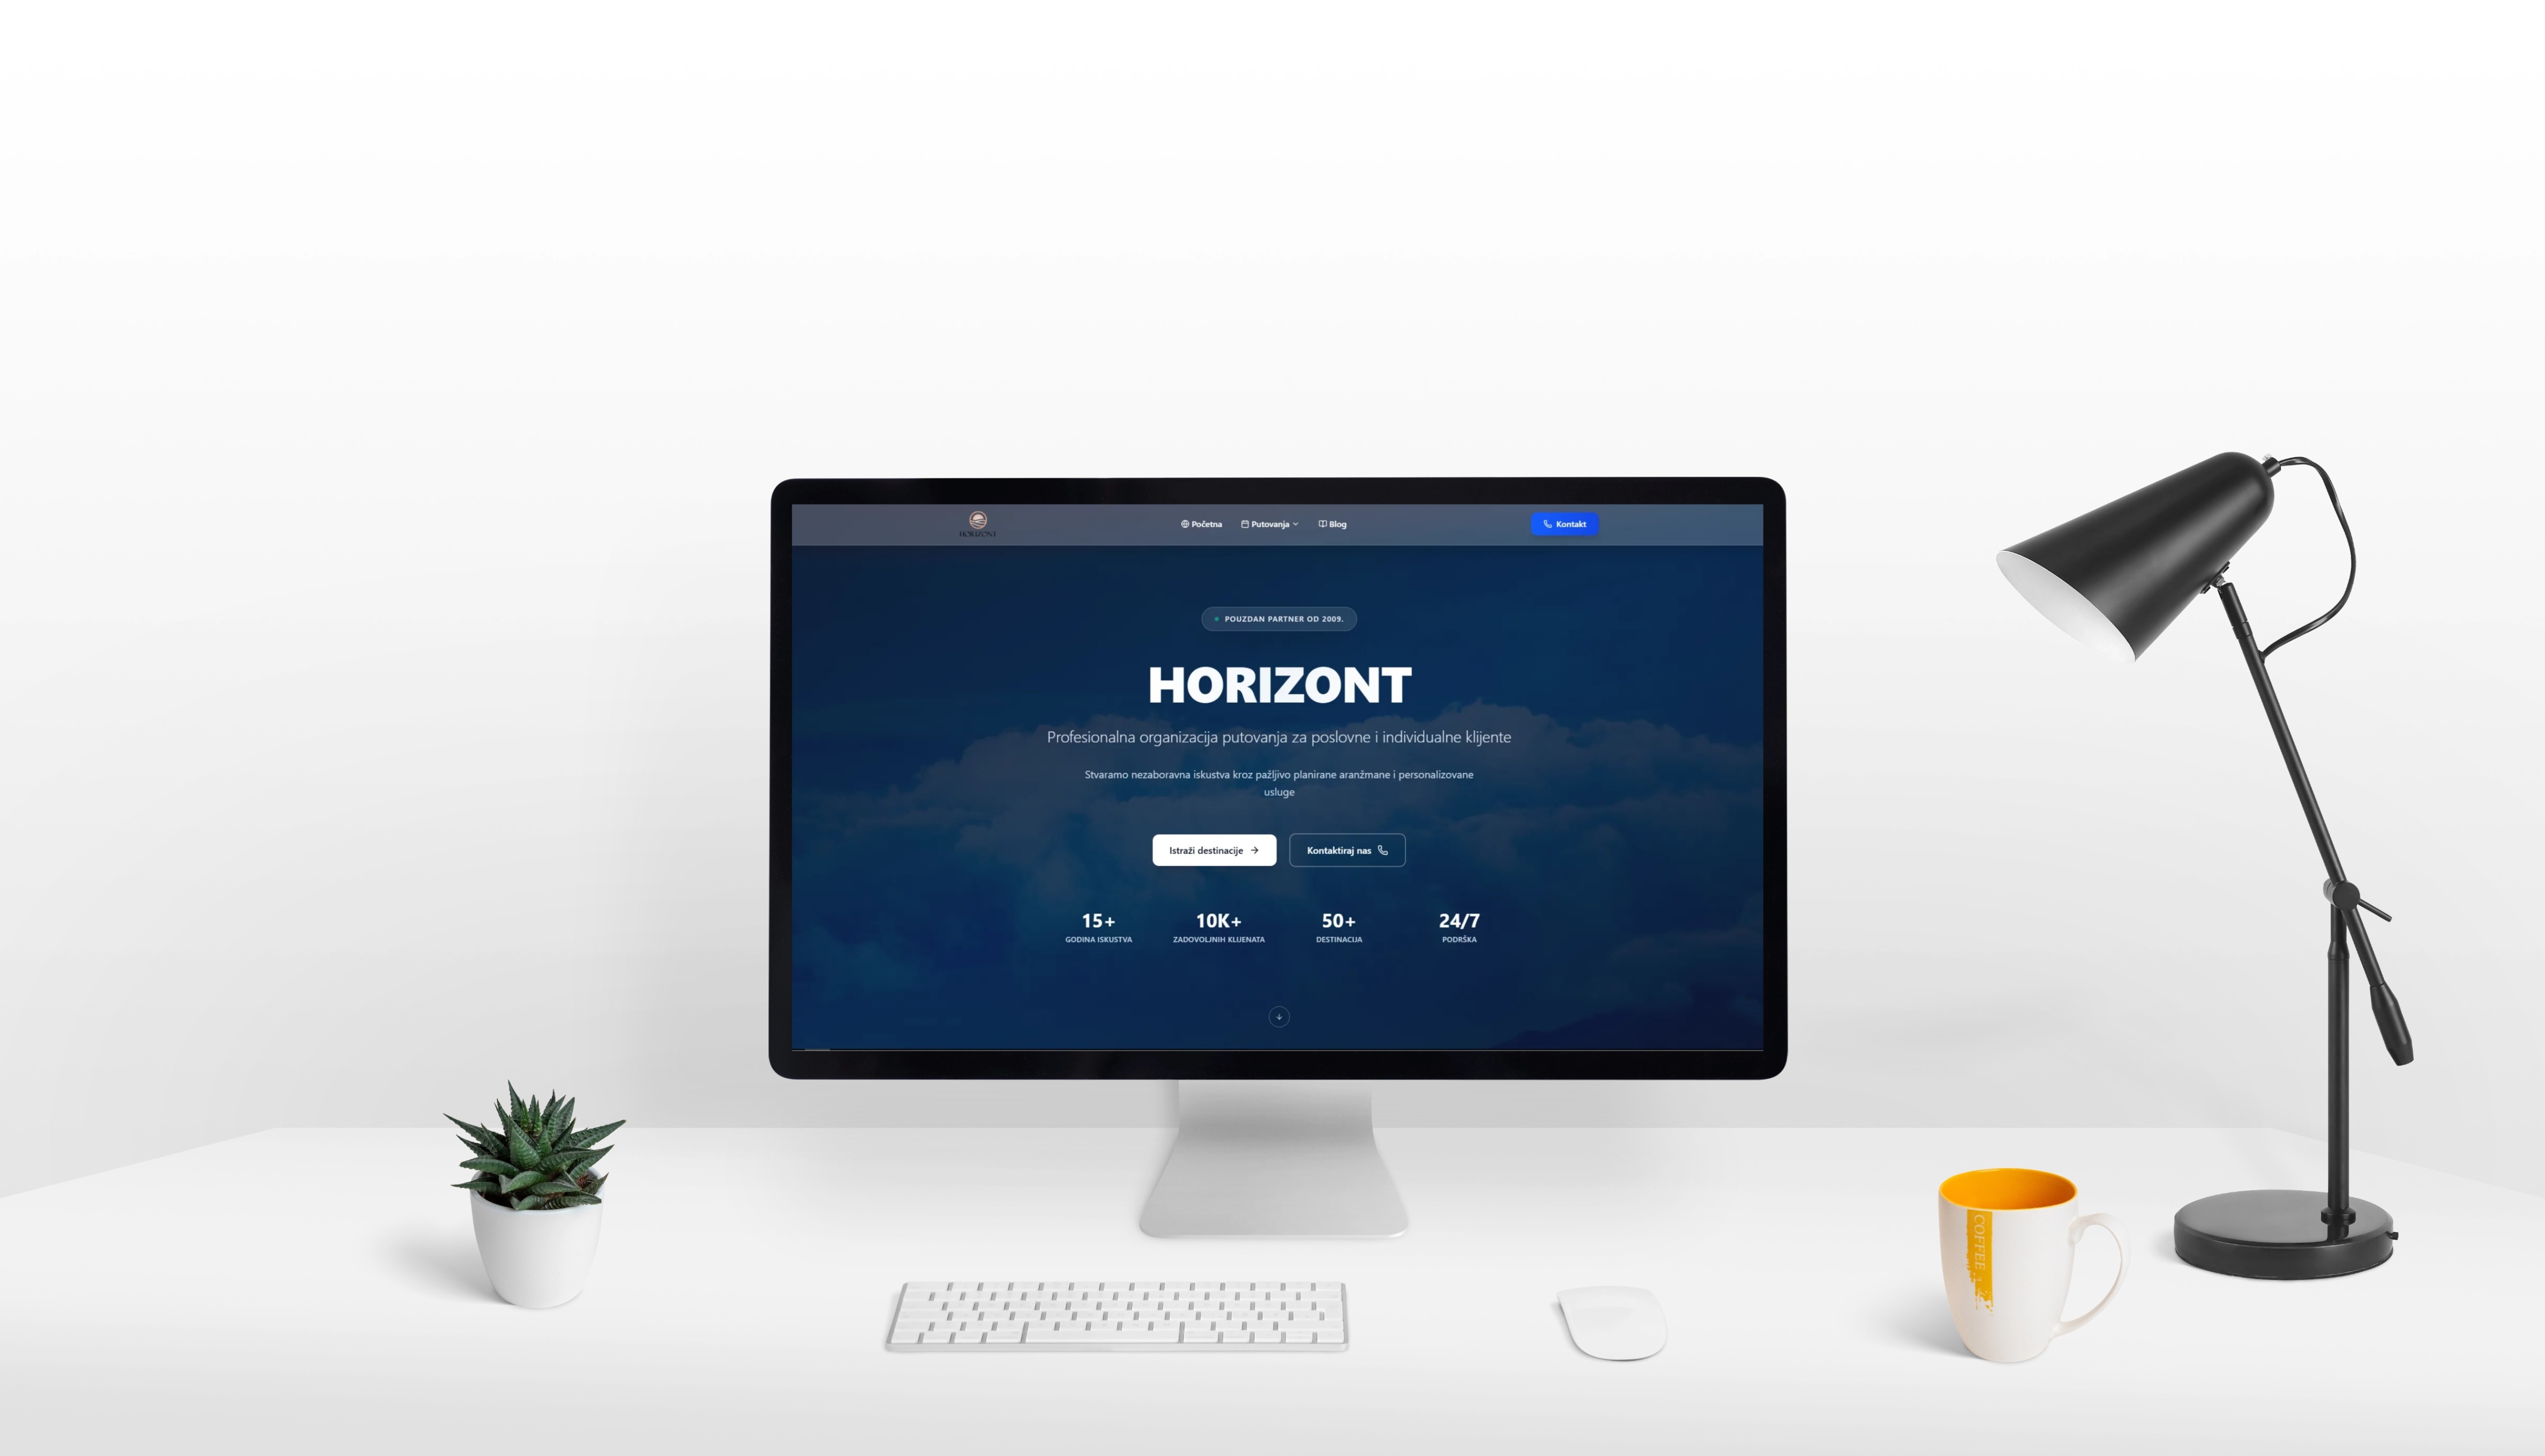 HORIZONT
Početna
Putovanja
Blog
Kontakt
POUZDAN PARTNER OD 2009.
HORIZONT
Profesionalna organizacija putovanja za poslovne i individualne klijente
Stvaramo nezaboravna iskustva kroz pažljivo planirane aranžmane i personalizovane
usluge
Istraži destinacije
Kontaktiraj nas
15+
GODINA ISKUSTVA
10K+
ZADOVOLJNIH KLIJENATA
50+
DESTINACIJA
24/7
PODRŠKA
COFFEE